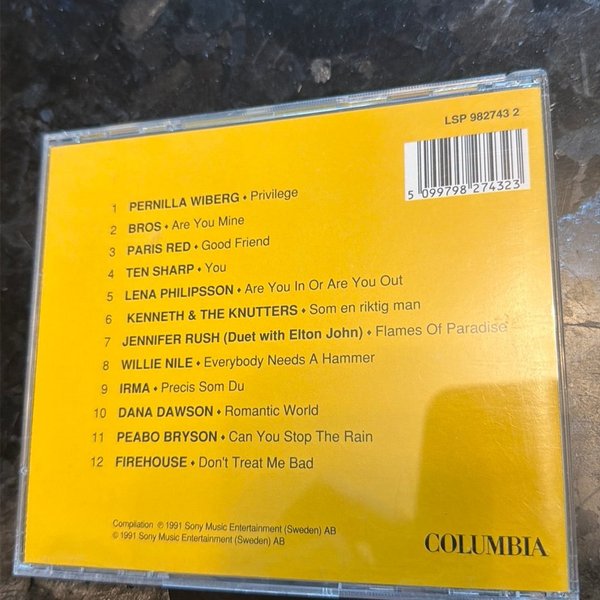 LSP 982743 2
5 099798 274323
1 PERNILLA WIBERG • Privilege
2 BROS • Are You Mine
3 PARIS RED • Good Friend
4 TEN SHARP • You
5 LENA PHILIPSSON • Are You In Or Are You Out
6 KENNETH & THE KNUTTERS • Som en riktig man
7 JENNIFER RUSH (Duet with Elton John) • Flames Of Paradise
8 WILLIE NILE • Everybody Needs A Hammer
9 IRMA • Precis Som Du
10 DANA DAWSON • Romantic World
11 PEABO BRYSON • Can You Stop The Rain
12 FIREHOUSE • Don't Treat Me Bad
Compilation ℗ 1991 Sony Music Entertainment (Sweden) AB
© 1991 Sony Music Entertainment (Sweden) AB
COLUMBIA